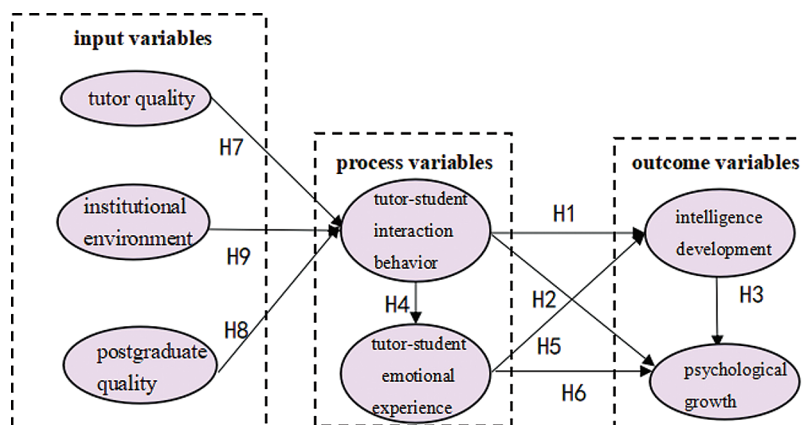 input variables
tutor quality
H7
institutional
environment
H9
H8
postgraduate
quality
process variables
tutor-student
interaction
behavior
H4
tutor-student
emotional
experience
H1
H2
H5
H6
outcome variables
intelligence
development
H3
psychological
growth